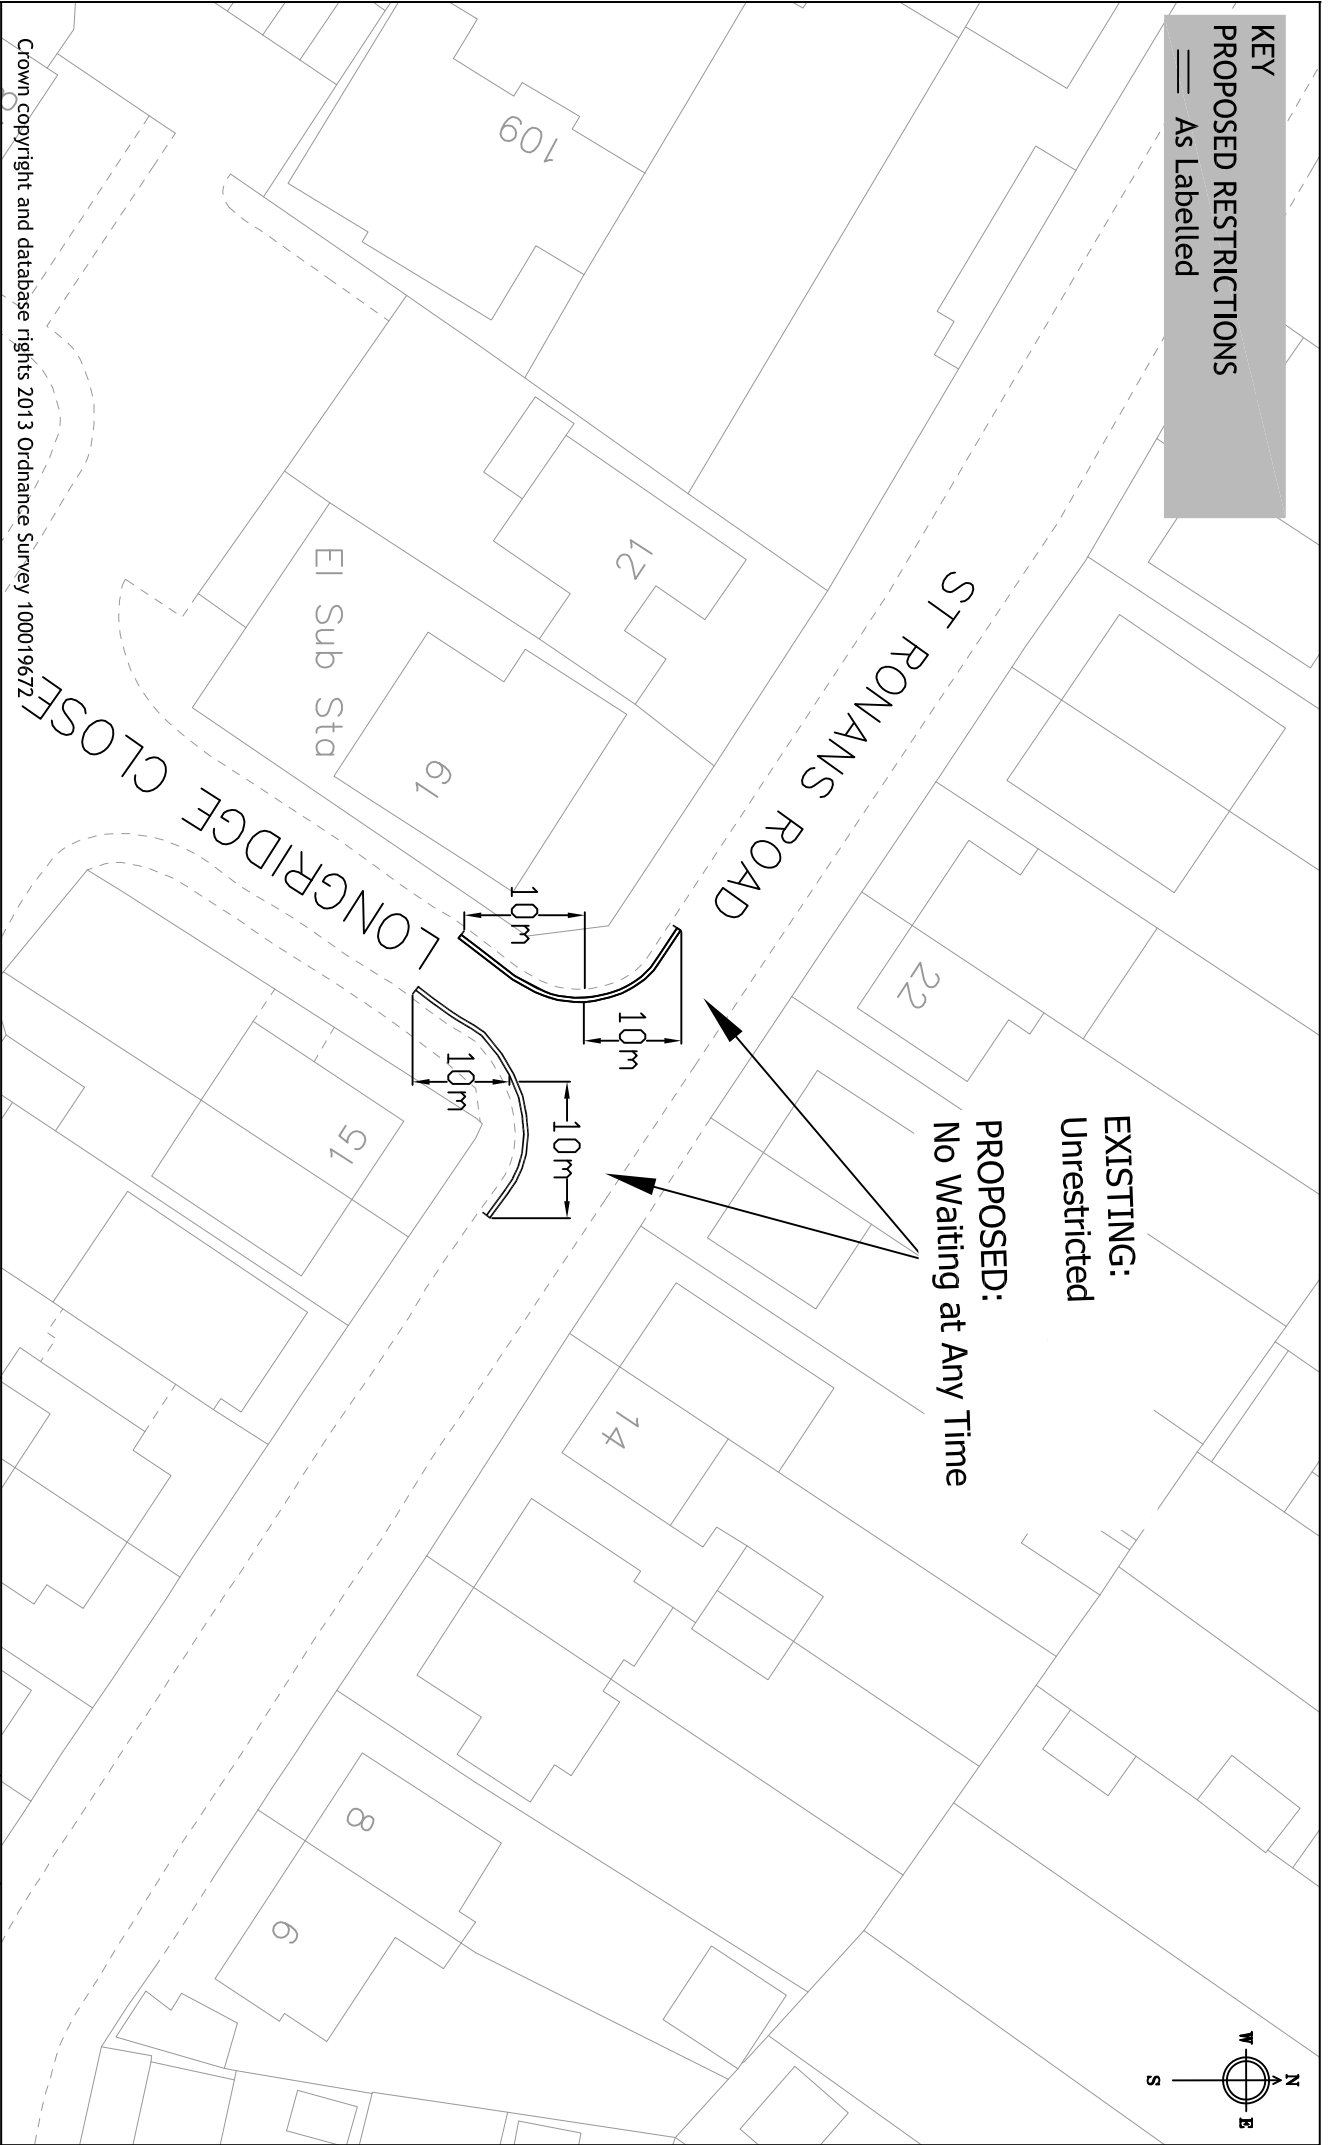 KEY
PROPOSED RESTRICTIONS
As Labelled
109
21
El Sub Sta
19
ST RONANS ROAD
LONGRIDGE CLOSE
22
10m
10m
10m
10m
15
EXISTING:
Unrestricted
PROPOSED:
No Waiting at Any Time
14
8
6
N
W
E
S
Crown copyright and database rights 2013 Ordnance Survey 100019672